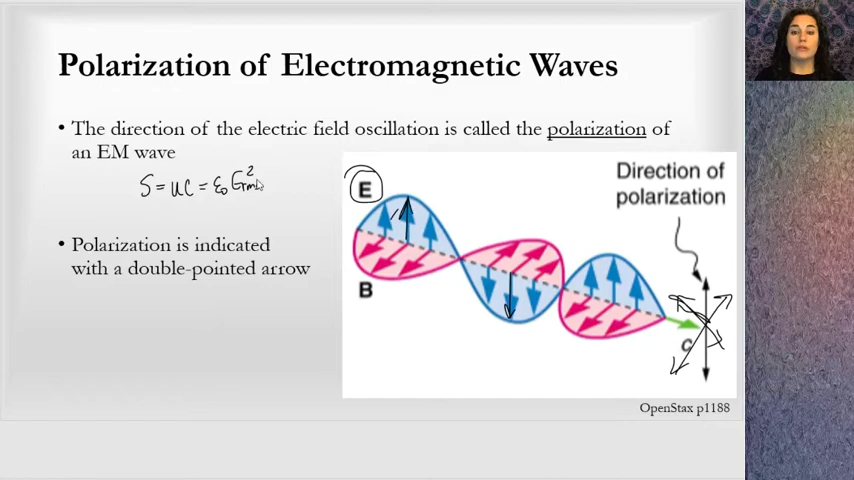 Polarization of Electromagnetic Waves
• The direction of the electric field oscillation is called the polarization of
an EM wave
S = uc = ε₀
• Polarization is indicated
with a double-pointed arrow
E
B
Direction of
polarization
c
OpenStax p1188